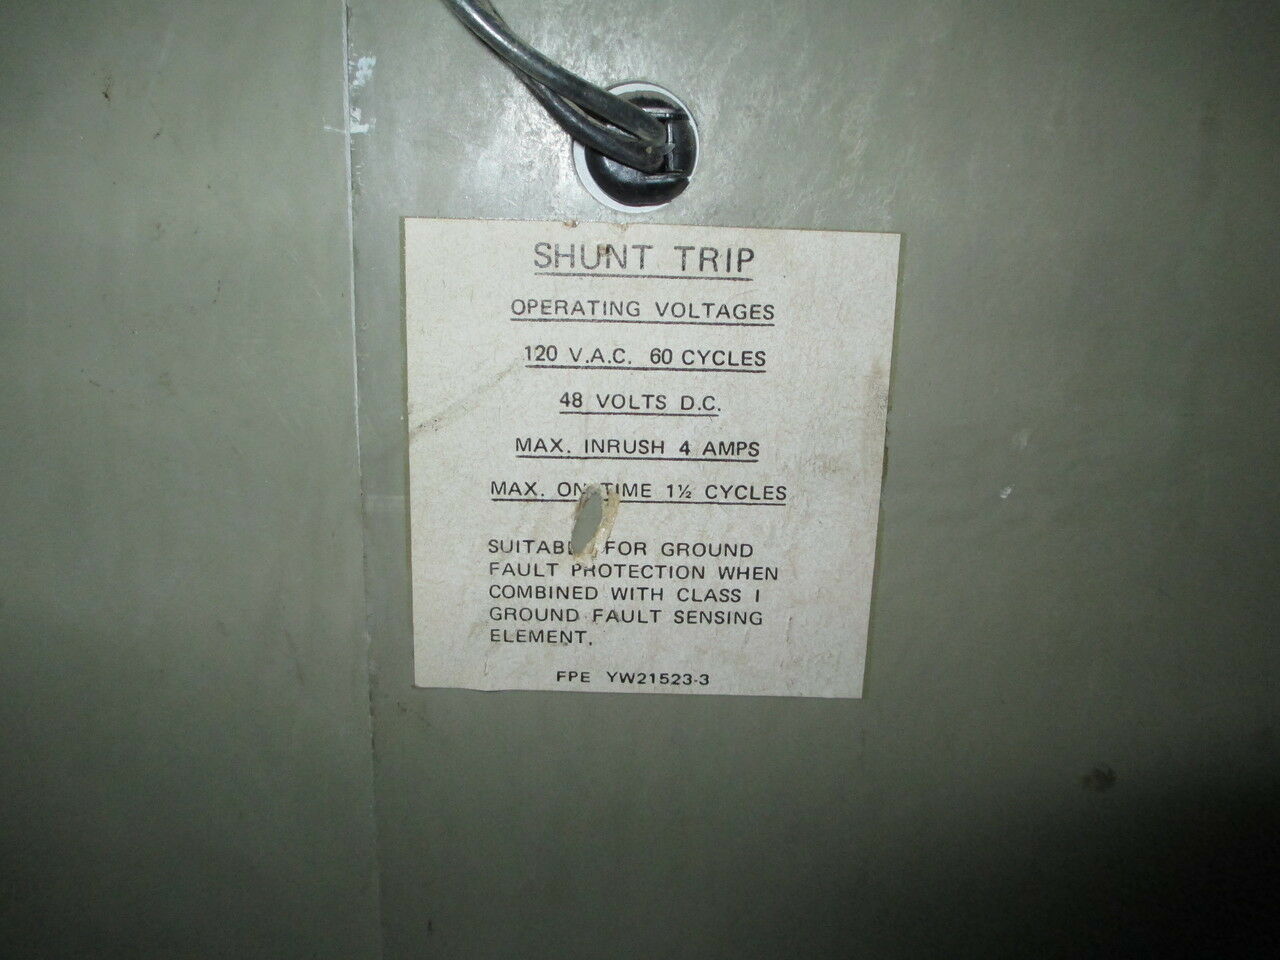 SHUNT TRIP
OPERATING VOLTAGES
120 V.A.C. 60 CYCLES
48 VOLTS D.C.
MAX. INRUSH 4 AMPS
MAX. ON TIME 1½ CYCLES
SUITAB FOR GROUND
FAULT PROTECTION WHEN
COMBINED WITH CLASS I
GROUND FAULT SENSING
ELEMENT.
FPE YW21523-3